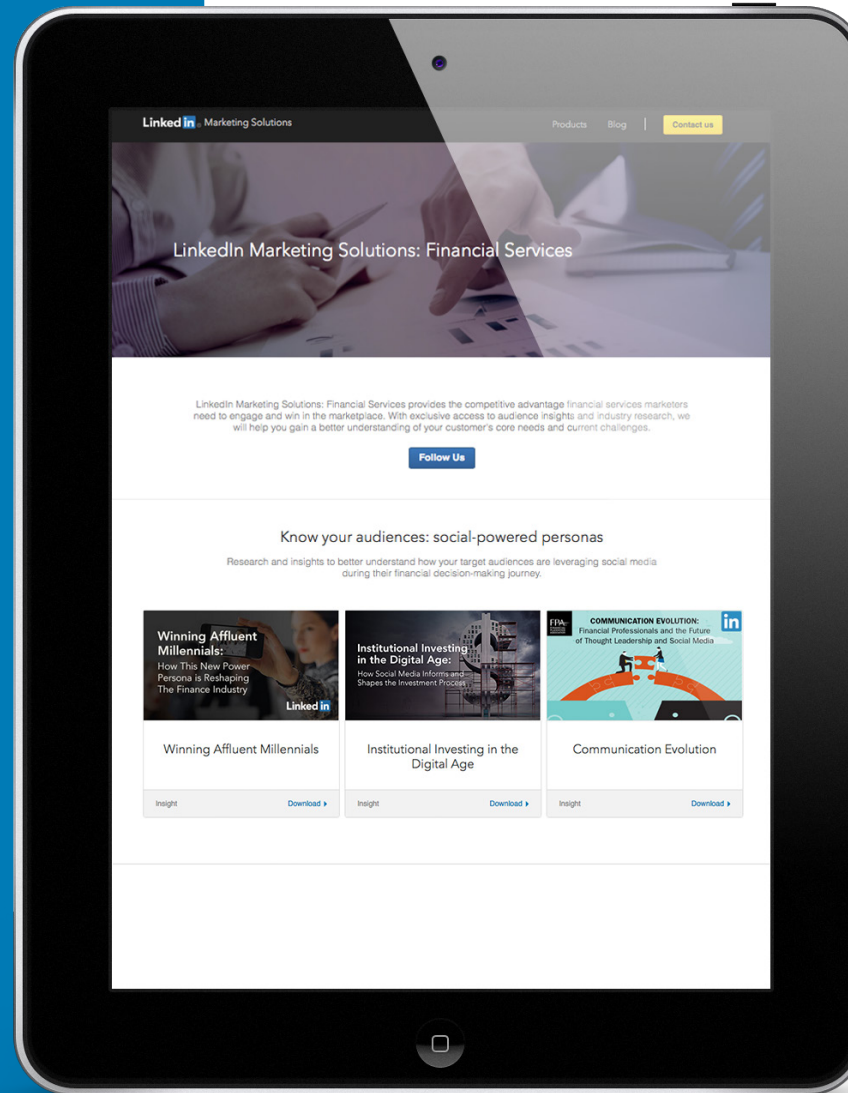 Linked in Marketing Solutions
Products Blog Contact us
LinkedIn Marketing Solutions: Financial Services
LinkedIn Marketing Solutions: Financial Services provides the competitive advantage financial services marketers
need to engage and win in the marketplace. With exclusive access to audience insights and industry research, we
will help you gain a better understanding of your customer's core needs and current challenges.
Follow Us
Know your audiences: social-powered personas
Research and insights to better understand how your target audiences are leveraging social media
during their financial decision-making journey.
Winning Affluent
Millennials:
How This New Power
Persona is Reshaping
The Finance Industry
Linked in
Institutional Investing
in the Digital Age:
How Social Media Informs and
Shapes the Investment Process
FPA
COMMUNICATION EVOLUTION:
Financial Professionals and the Future
of Thought Leadership and Social Media
in
Winning Affluent Millennials
Institutional Investing in the
Digital Age
Communication Evolution
Insight Download
Insight Download
Insight Download